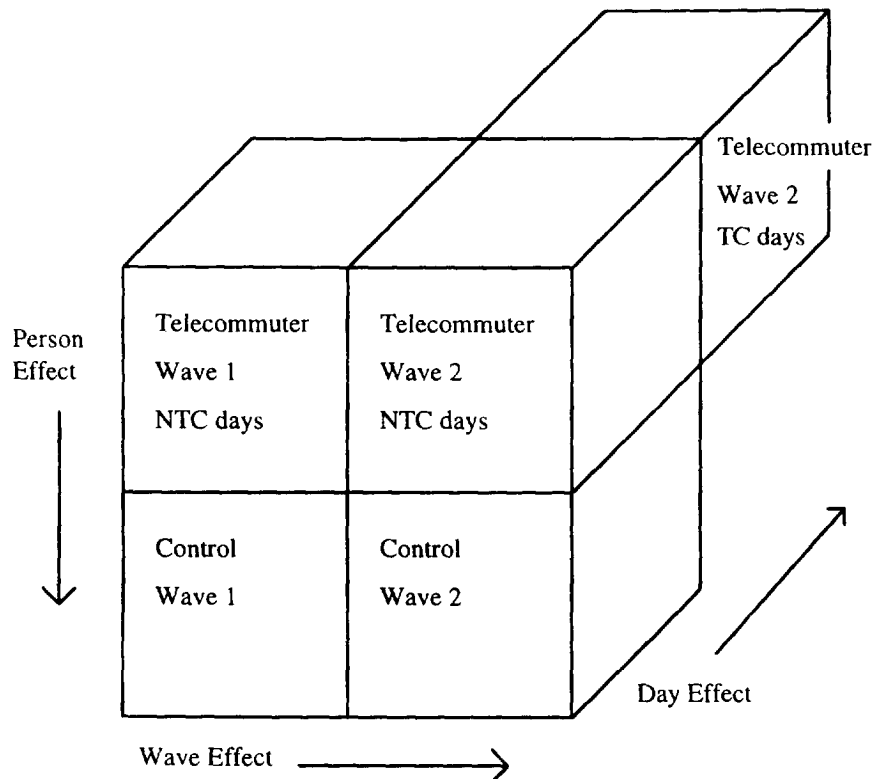 Telecommuter
Wave 2
TC days
Person
Effect
Telecommuter
Wave 1
NTC days
Telecommuter
Wave 2
NTC days
Control
Wave 1
Control
Wave 2
Day Effect
Wave Effect